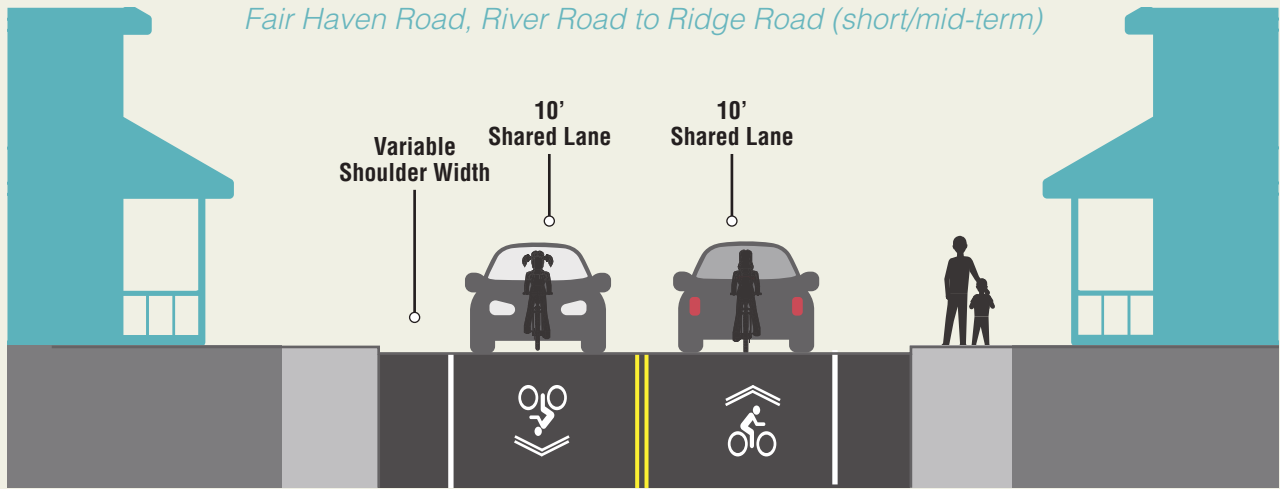 Fair Haven Road, River Road to Ridge Road (short/mid-term)
Variable
Shoulder Width
10’
Shared Lane
10’
Shared Lane